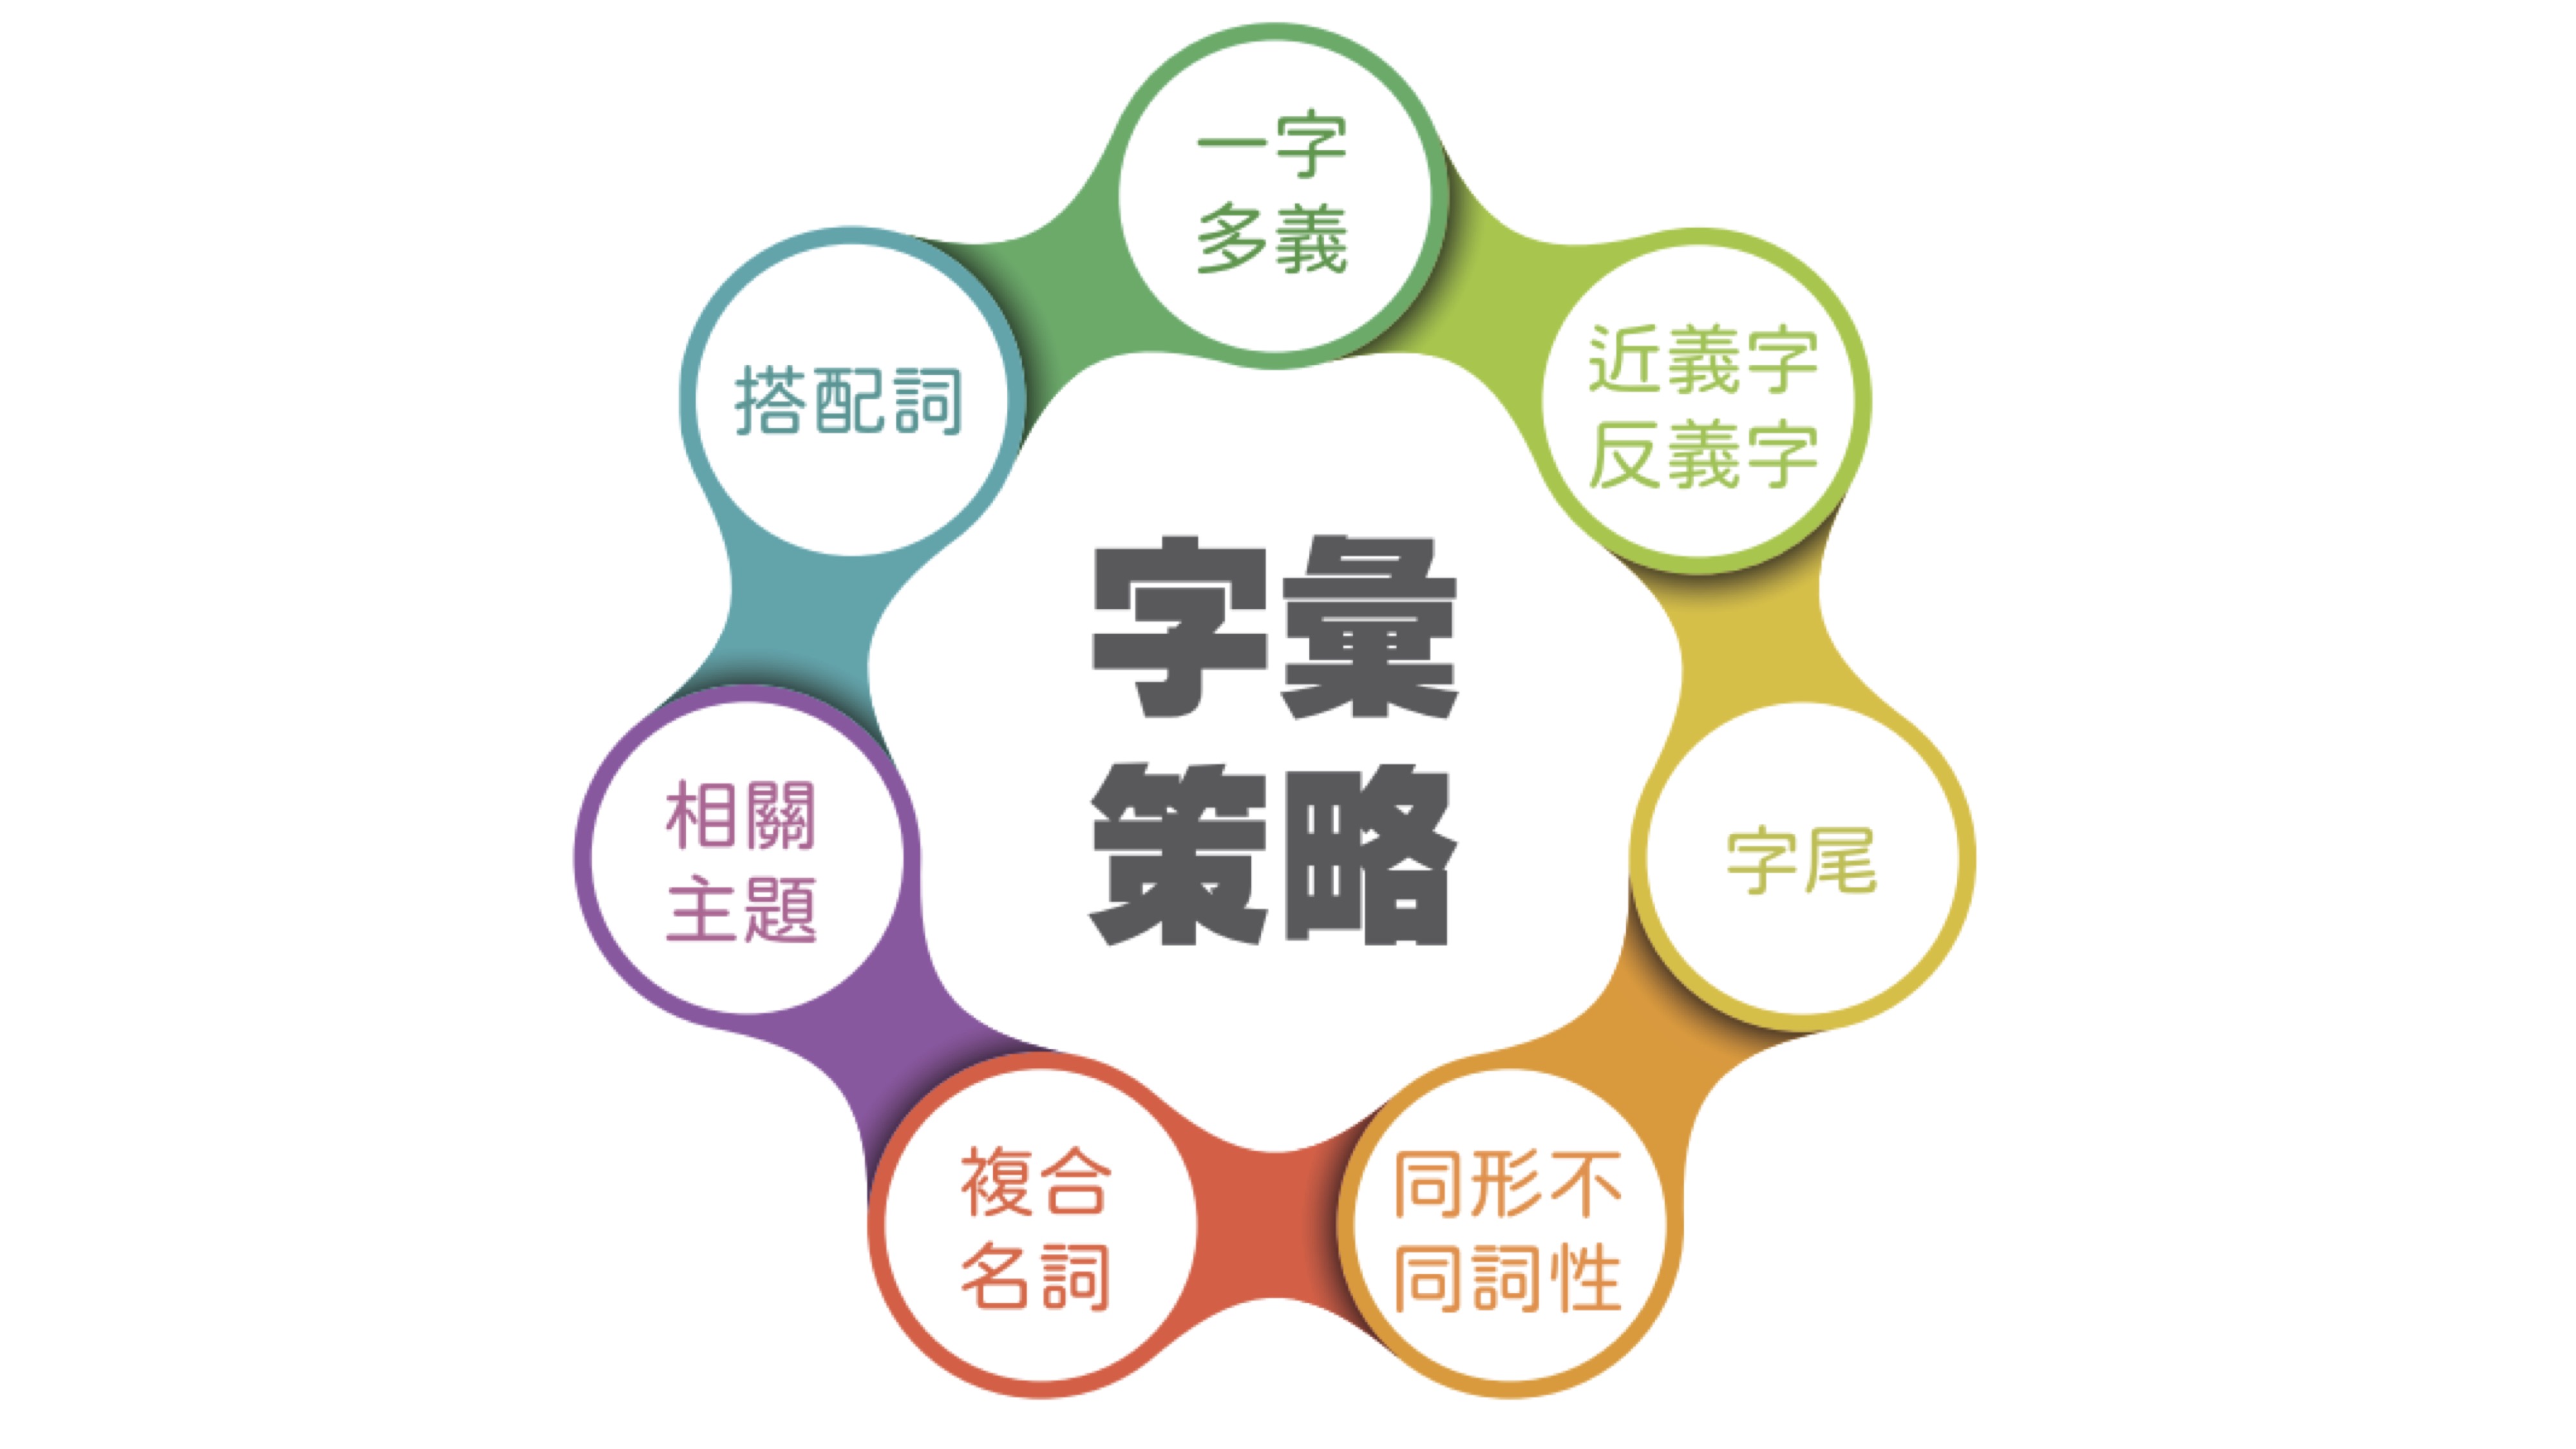 一字
多義
近義字
反義字
字尾
同形不
同詞性
複合
名詞
相關
主題
搭配詞
字彙
策略